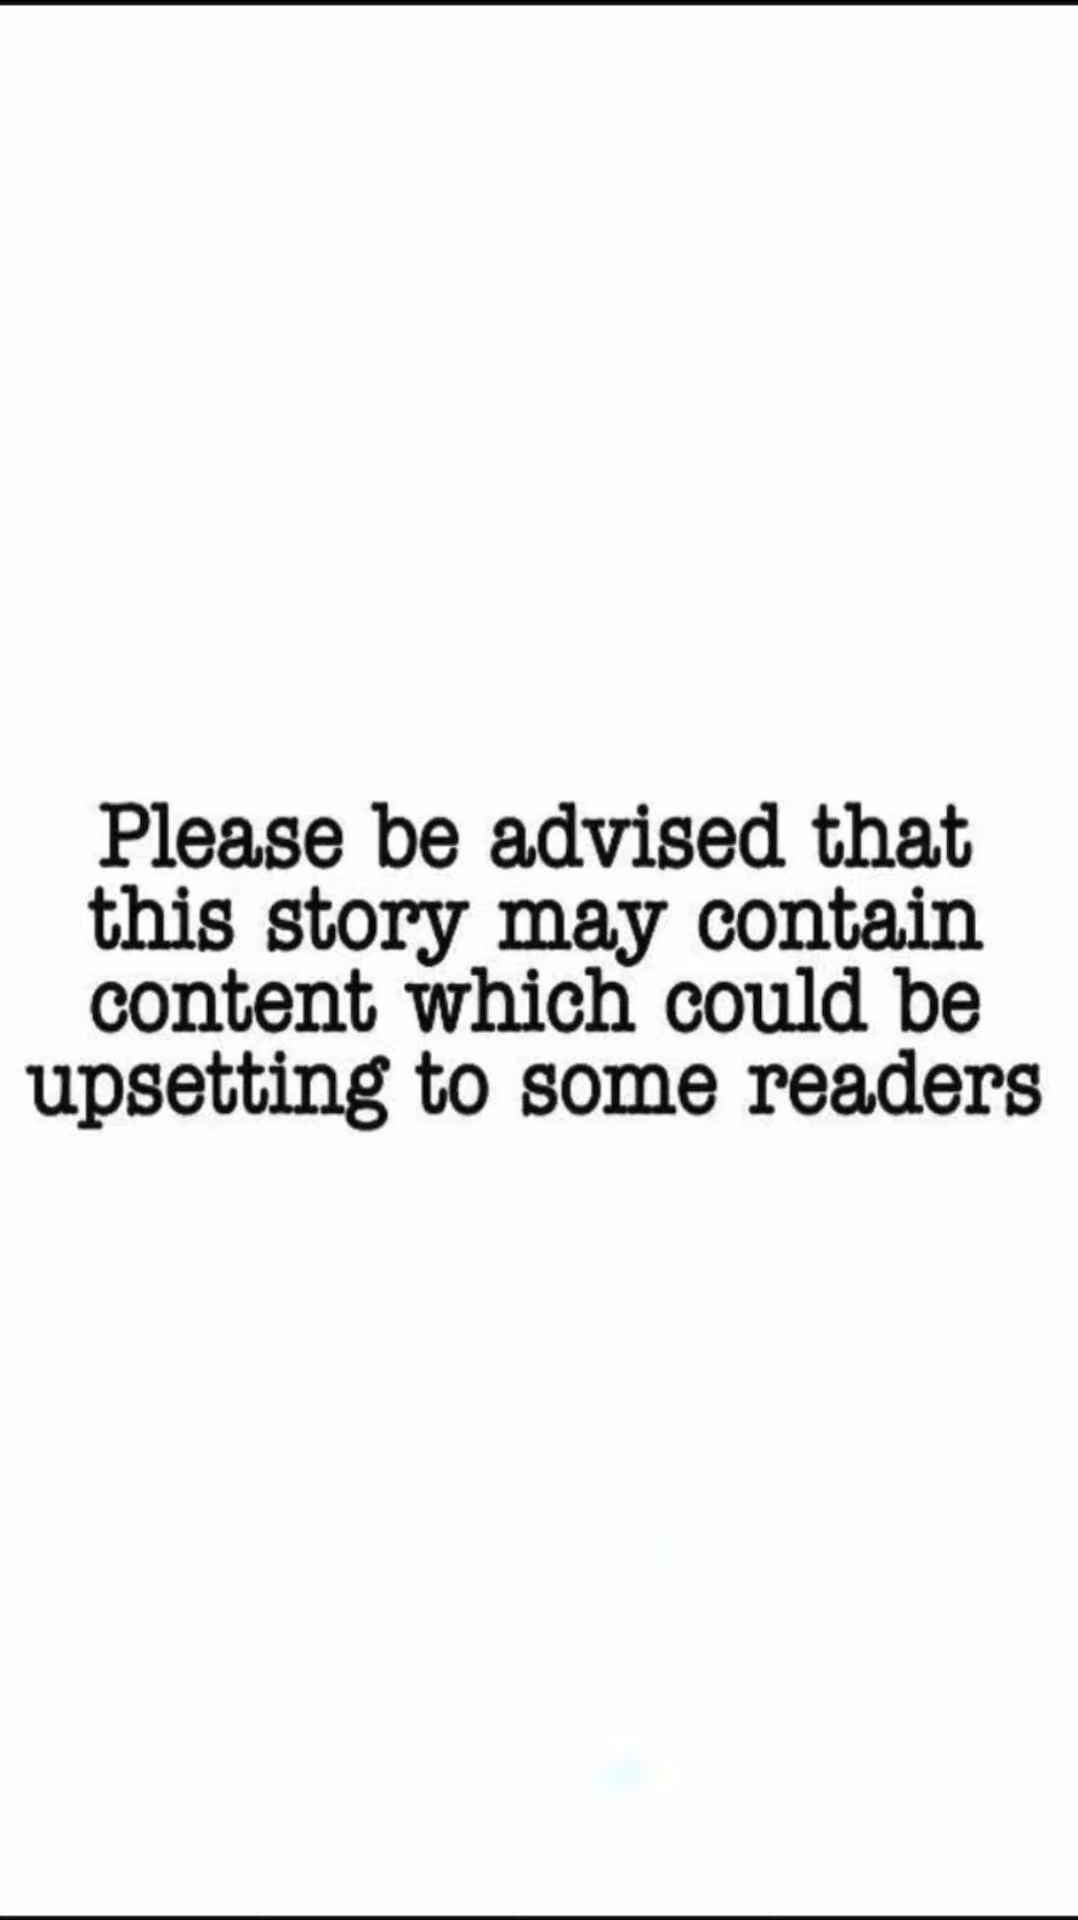 Please be advised that
this story may contain
content which could be
upsetting to some readers